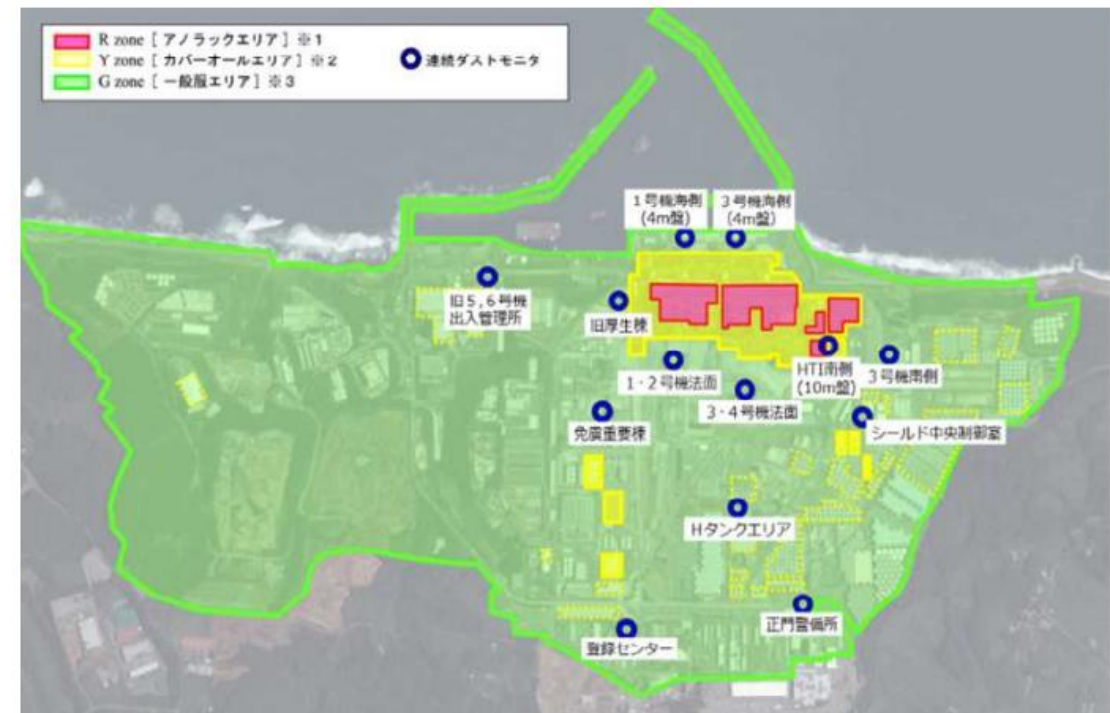 R zone [ アノラックエリア ] ※1
Y zone [ カバーオールエリア ] ※2
G zone [ 一般服エリア ] ※3
連続ダストモニタ
1号機海側
(4m盤)
3号機海側
(4m盤)
旧5,6号機
出入管理所
旧厚生棟
1・2号機法面
3・4号機法面
HTI南側
(10m盤)
3号機南側
免震重要棟
シールド中央制御室
Hタンクエリア
正門警備所
登録センター